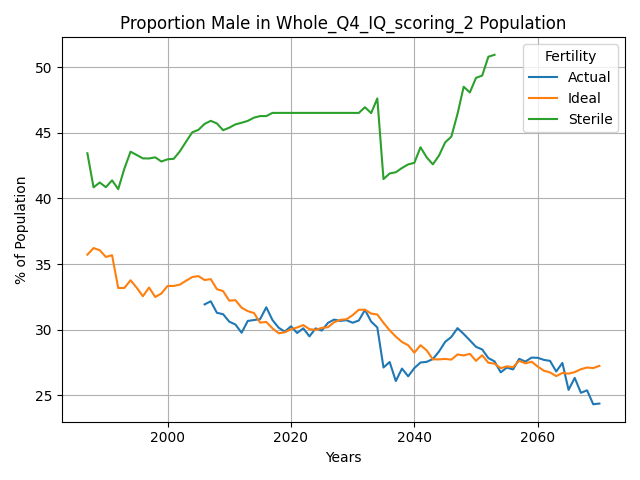 Proportion Male in Whole_Q4_IQ_scoring_2 Population
Fertility
Actual
Ideal
Sterile
% of Population
50
45
40
35
30
25
2000
2020
2040
2060
Years